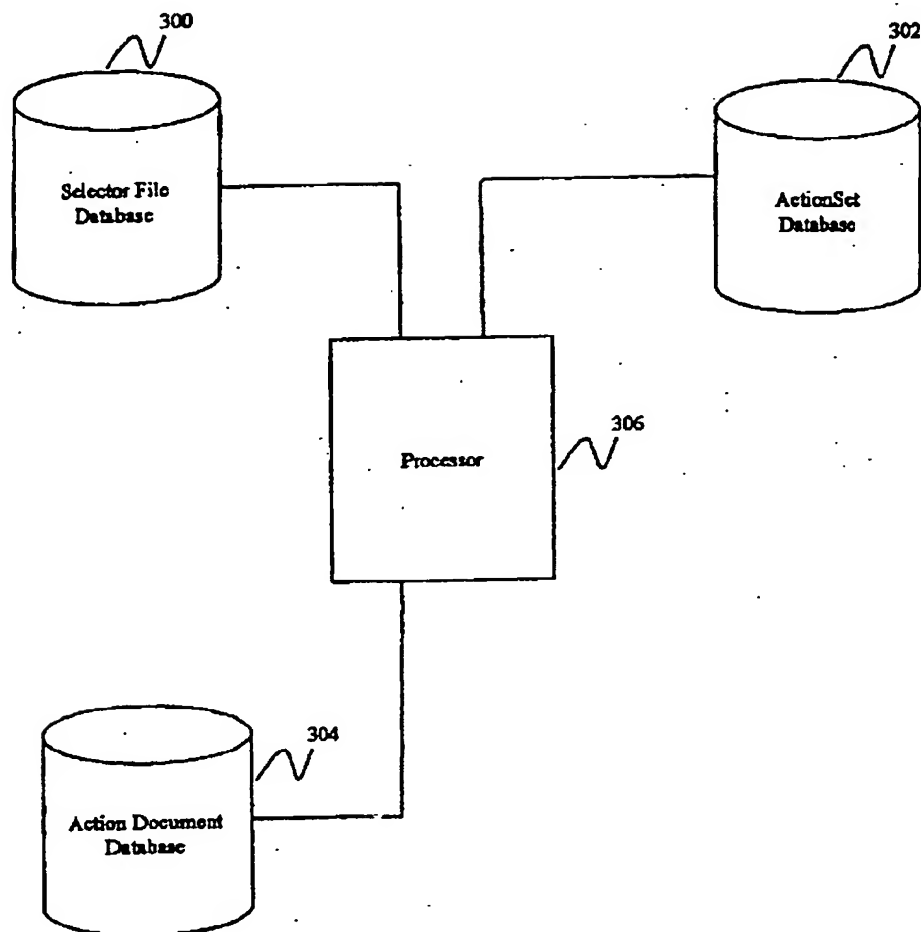 300
302
Selector File
Database
ActionSet
Database
306
Processor
304
Action Document
Database